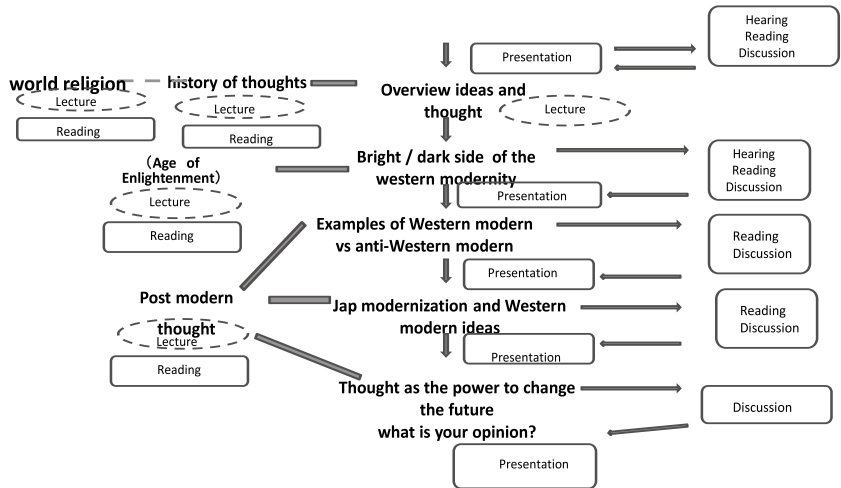 Hearing
Reading
Discussion
Presentation
world religion
history of thoughts
Lecture
Lecture
Reading
Reading
Overview ideas and
thought
Lecture
（Age of
Enlightenment）
Lecture
Reading
Bright / dark side of the
western modernity
Presentation
Hearing
Reading
Discussion
Examples of Western modern
vs anti-Western modern
Presentation
Reading
Discussion
Post modern
thought
Lecture
Reading
Jap modernization and Western
modern ideas
Presentation
Reading
Discussion
Thought as the power to change
the future
what is your opinion?
Discussion
Presentation